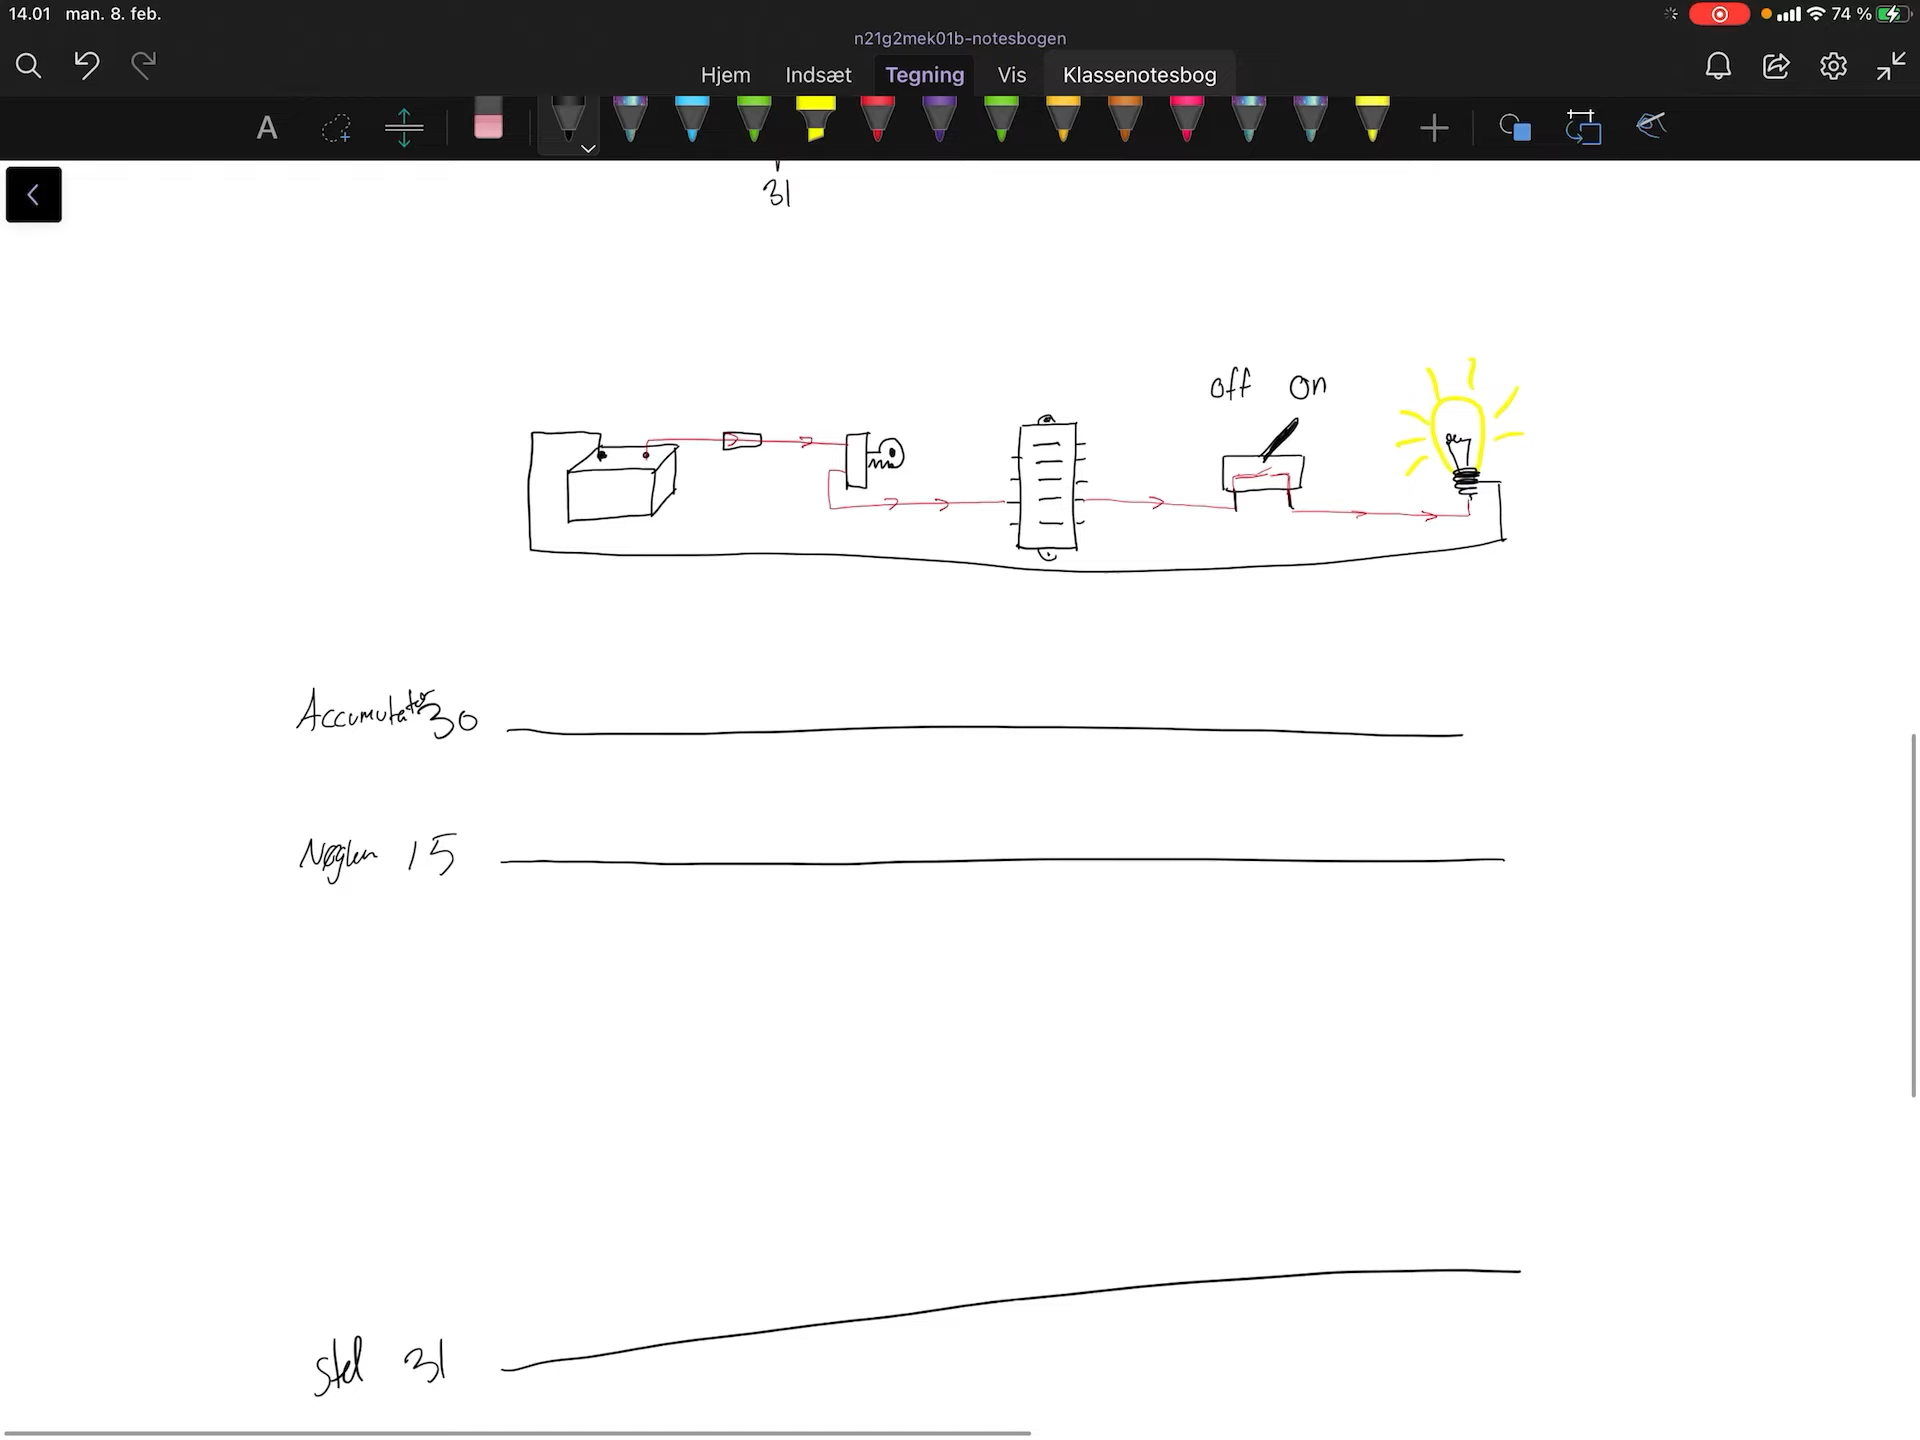 14.01 man. 8. feb.
74 %
n21g2mek01b-notesbogen
Hjem Indsæt Tegning Vis Klassenotesbog
A
31
off on
Accumulator 30
Nøglen 15
Stel 31